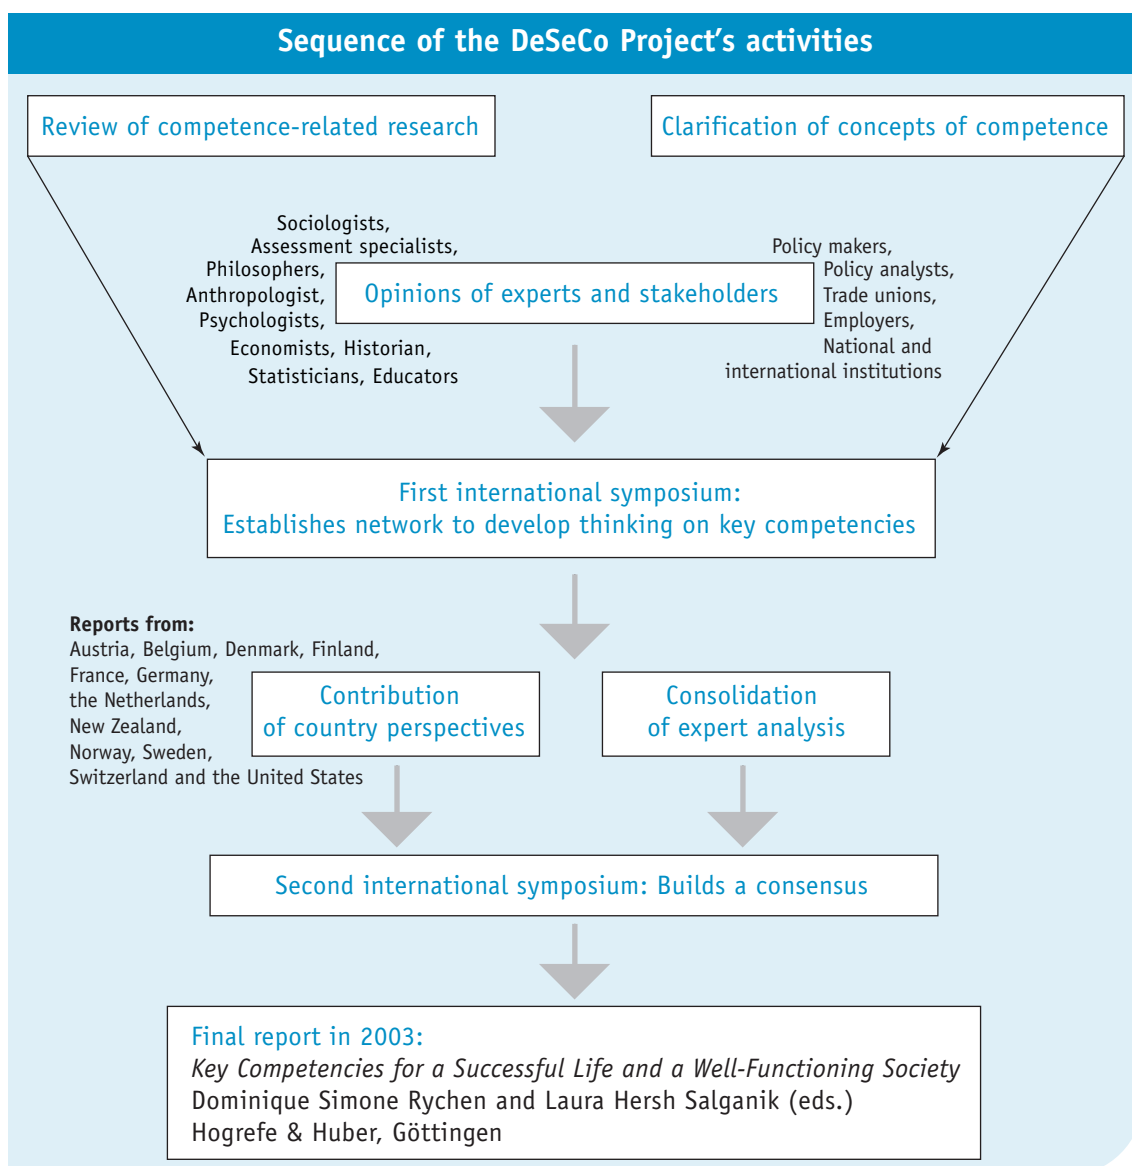 Sequence of the DeSeCo Project's activities
Review of competence-related research
Clarification of concepts of competence
Sociologists,
Assessment specialists,
Philosophers,
Anthropologist,
Psychologists,
Economists, Historian,
Statisticians, Educators
Opinions of experts and stakeholders
Policy makers,
Policy analysts,
Trade unions,
Employers,
National and
international institutions
First international symposium:
Establishes network to develop thinking on key competencies
Reports from:
Austria, Belgium, Denmark, Finland,
France, Germany,
the Netherlands,
New Zealand,
Norway, Sweden,
Switzerland and the United States
Contribution
of country perspectives
Consolidation
of expert analysis
Second international symposium: Builds a consensus
Final report in 2003:
Key Competencies for a Successful Life and a Well-Functioning Society
Dominique Simone Rychen and Laura Hersh Salganik (eds.)
Hogrefe & Huber, Göttingen